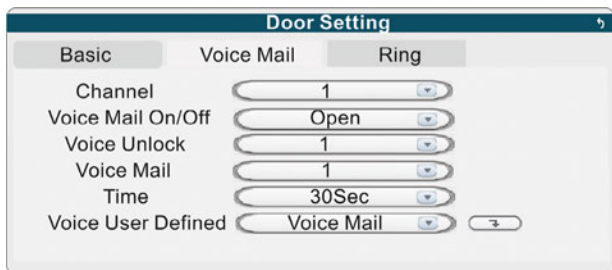 Door Setting
Basic Voice Mail Ring
Channel 1
Voice Mail On/Off Open
Voice Unlock 1
Voice Mail 1
Time 30Sec
Voice User Defined Voice Mail